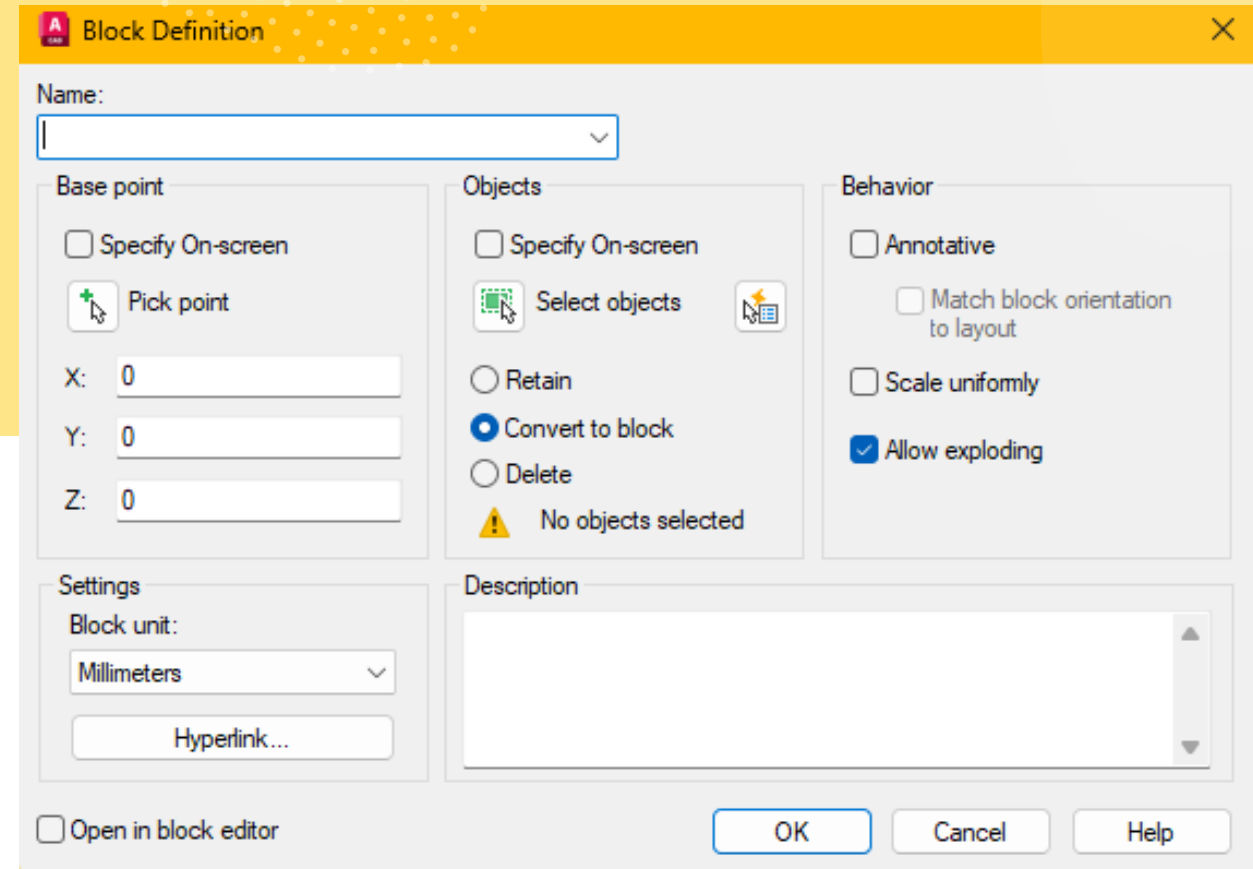 A
CAD
Block Definition
Name:
Base point
Specify On-screen
Pick point
X: 0
Y: 0
Z: 0
Objects
Specify On-screen
Select objects
Retain
Convert to block
Delete
No objects selected
Behavior
Annotative
Match block orientation
to layout
Scale uniformly
Allow exploding
Settings
Block unit:
Millimeters
Hyperlink...
Description
Open in block editor
OK
Cancel
Help